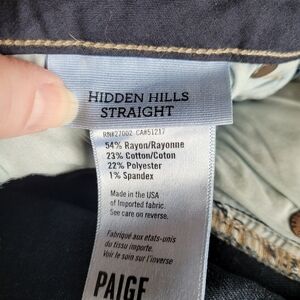 HIDDEN HILLS
STRAIGHT
RN#27002 CA#51217
54% Rayon/Rayonne
23% Cotton/Coton
22% Polyester
1% Spandex
Made in the USA
of Imported fabric.
See care on reverse.
Fabriqué aux etats-unis
du tissu importe.
Voir le soin sur l'inverse.
PAIGE